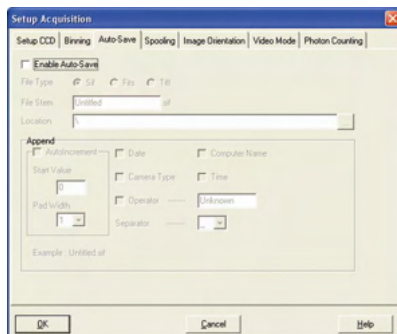 Setup Acquisition
Setup CCD Binning Auto-Save Spooling Image Orientation Video Mode Photon Counting
Enable Auto-Save
File Type Sif Fits Tiff
File Stem Untitled .sif
Location \
Append
AutoIncrement Date Computer Name
Start Value Camera Type Time
0 Operator Unknown
Pad Width Separator _
1
Example : Untitled.sif
OK Cancel Help